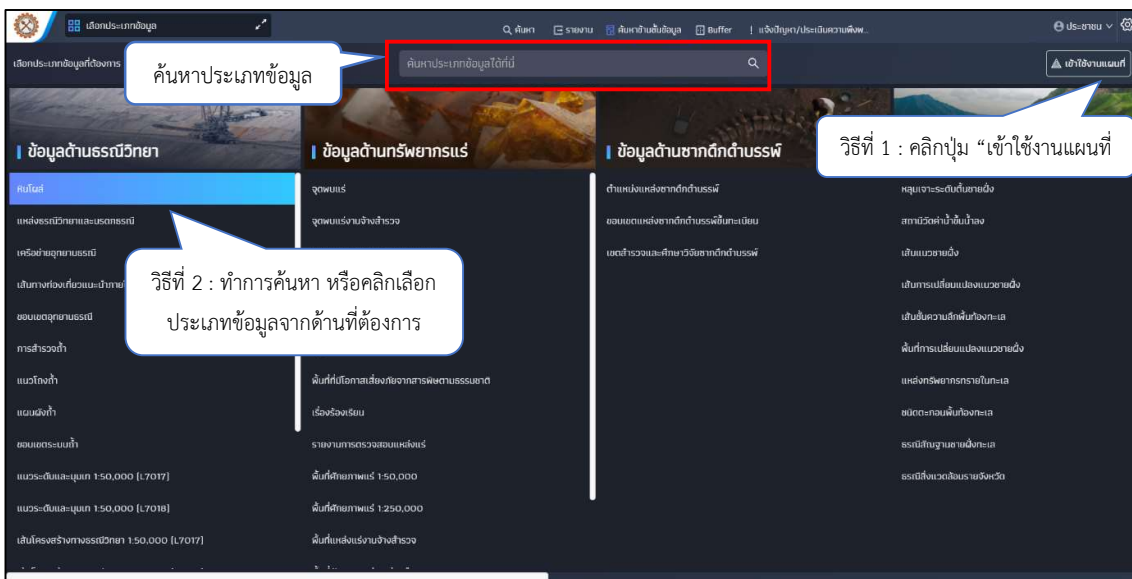 เลือกประเภทข้อมูล
ค้นหา
รายงาน
ค้นหาข้ามชั้นข้อมูล
Buffer
! แจ้งปัญหา/ประเมินความพึงพ...
ประชาชน
เลือกประเภทข้อมูลที่ต้องการ
ค้นหาประเภทข้อมูล
ค้นหาประเภทข้อมูลได้ที่นี่
เข้าใช้งานแผนที่
วิธีที่ 1 : คลิกปุ่ม “เข้าใช้งานแผนที่
ข้อมูลด้านธรณีวิทยา
หินโผล่
แหล่งธรณีวิทยาและมรดกธรณี
เครือข่ายอุทยานธรณี
เส้นทางท่องเที่ยวแนะนำภายใ
ขอบเขตอุทยานธรณี
การสำรวจถ้ำ
แนวโถงถ้ำ
แผนผังถ้ำ
ขอบเขตระบบถ้ำ
แนวระดับและมุมเท 1:50,000 [L7017]
แนวระดับและมุมเท 1:50,000 [L7018]
เส้นโครงสร้างทางธรณีวิทยา 1:50,000 [L7017]
วิธีที่ 2 : ทำการค้นหา หรือคลิกเลือก
ประเภทข้อมูลจากด้านที่ต้องการ
ข้อมูลด้านทรัพยากรแร่
จุดพบแร่
จุดพบแร่งานจ้างสำรวจ
พื้นที่ที่มีโอกาสเสี่ยงภัยจากสารพิษตามธรรมชาติ
เรื่องร้องเรียน
รายงานการตรวจสอบแหล่งแร่
พื้นที่ศักยภาพแร่ 1:50,000
พื้นที่ศักยภาพแร่ 1:250,000
พื้นที่แหล่งแร่งานจ้างสำรวจ
ข้อมูลด้านซากดึกดำบรรพ์
ตำแหน่งแหล่งซากดึกดำบรรพ์
ขอบเขตแหล่งซากดึกดำบรรพ์ขึ้นทะเบียน
เขตสำรวจและศึกษาวิจัยซากดึกดำบรรพ์
หลุมเจาะระดับตื้นชายฝั่ง
สถานีวัดค่าน้ำขึ้นน้ำลง
เส้นแนวชายฝั่ง
เส้นการเปลี่ยนแปลงแนวชายฝั่ง
เส้นชั้นความลึกพื้นท้องทะเล
พื้นที่การเปลี่ยนแปลงแนวชายฝั่ง
แหล่งทรัพยากรทรายในทะเล
ชนิดตะกอนพื้นท้องทะเล
ธรณีสัณฐานชายฝั่งทะเล
ธรณีสิ่งแวดล้อมรายจังหวัด